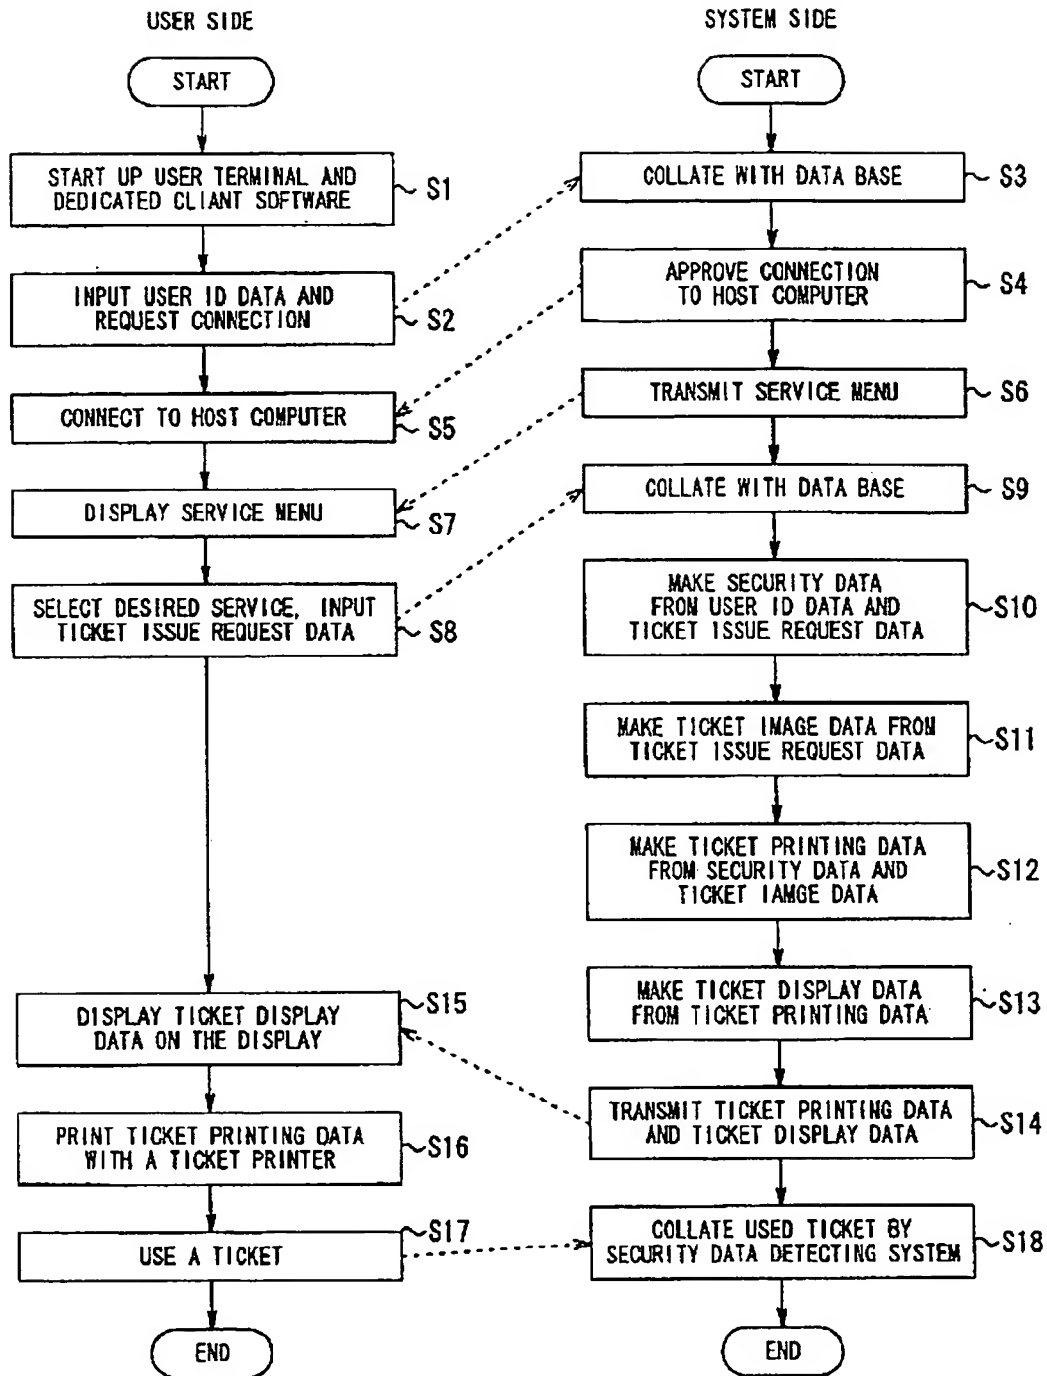 USER SIDE
START
START UP USER TERMINAL AND
DEDICATED CLIENT SOFTWARE
S1
INPUT USER ID DATA AND
REQUEST CONNECTION
S2
CONNECT TO HOST COMPUTER
S5
DISPLAY SERVICE MENU
S7
SELECT DESIRED SERVICE, INPUT
TICKET ISSUE REQUEST DATA
S8
DISPLAY TICKET DISPLAY
DATA ON THE DISPLAY
S15
PRINT TICKET PRINTING DATA
WITH A TICKET PRINTER
S16
USE A TICKET
S17
END
SYSTEM SIDE
START
COLLATE WITH DATA BASE
S3
APPROVE CONNECTION
TO HOST COMPUTER
S4
TRANSMIT SERVICE MENU
S6
COLLATE WITH DATA BASE
S9
MAKE SECURITY DATA
FROM USER ID DATA AND
TICKET ISSUE REQUEST DATA
S10
MAKE TICKET IMAGE DATA FROM
TICKET ISSUE REQUEST DATA
S11
MAKE TICKET PRINTING DATA
FROM SECURITY DATA AND
TICKET IAMGE DATA
S12
MAKE TICKET DISPLAY DATA
FROM TICKET PRINTING DATA
S13
TRANSMIT TICKET PRINTING DATA
AND TICKET DISPLAY DATA
S14
COLLATE USED TICKET BY
SECURITY DATA DETECTING SYSTEM
S18
END